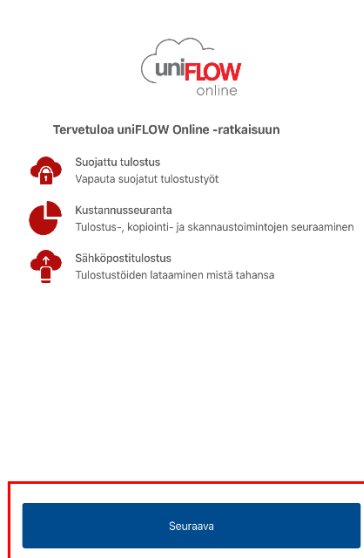 uniFLOW
online
Tervetuloa uniFLOW Online -ratkaisuun
Suojattu tulostus
Vapauta suojatut tulostustyöt
Kustannusseuranta
Tulostus-, kopiointi- ja skannaustoimintojen seuraaminen
Sähköpostitulostus
Tulostustöiden lataaminen mistä tahansa
Seuraava